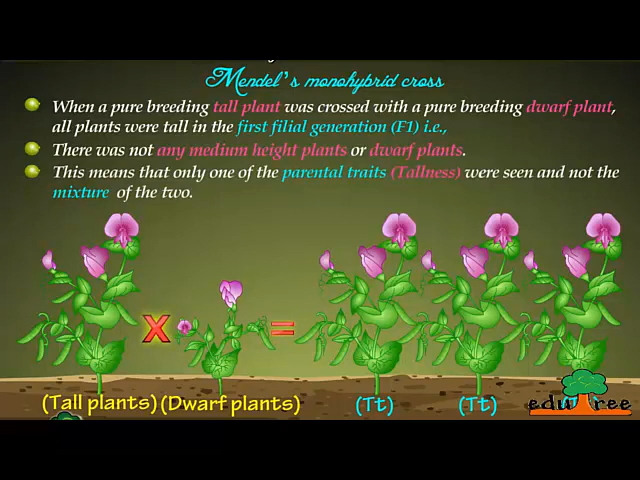 Mendel's monohybrid cross
When a pure breeding tall plant was crossed with a pure breeding dwarf plant,
all plants were tall in the first filial generation (F1) i.e.,
There was not any medium height plants or dwarf plants.
This means that only one of the parental traits (Tallness) were seen and not the
mixture of the two.
X =
(Tall plants) (Dwarf plants) (Tt) (Tt)
eduTree